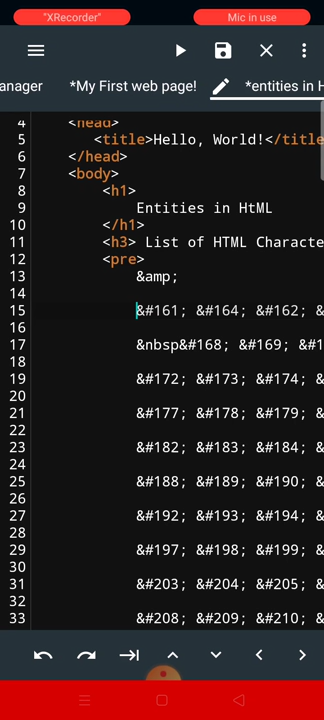 "XRecorder" Mic in use
anager *My First web page! *entities in H
4 <head>
5 <title>Hello, World!</title
6 </head>
7 <body>
8 <h1>
9 Entities in HtML
10 </h1>
11 <h3> List of HTML Characte
12 <pre>
13 &amp;
14
15 &#161; &#164; &#162; &
16
17 &nbsp&#168; &#169; &#1
18
19 &#172; &#173; &#174; &
20
21 &#177; &#178; &#179; &
22
23 &#182; &#183; &#184; &
24
25 &#188; &#189; &#190; &
26
27 &#192; &#193; &#194; &
28
29 &#197; &#198; &#199; &
30
31 &#203; &#204; &#205; &
32
33 &#208; &#209; &#210; &